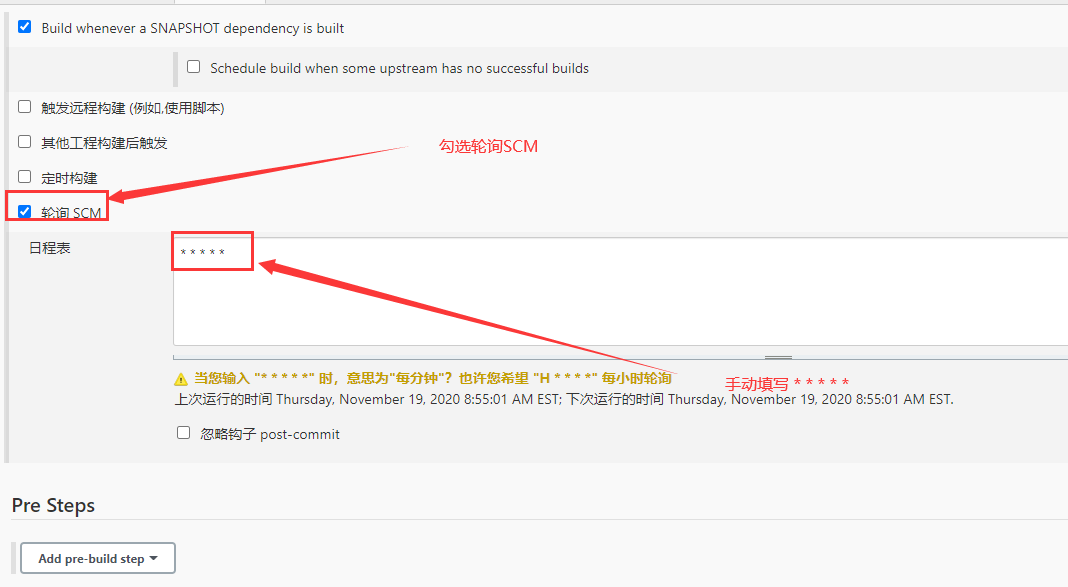 Build whenever a SNAPSHOT dependency is built
Schedule build when some upstream has no successful builds
触发远程构建 (例如,使用脚本)
其他工程构建后触发
勾选轮询SCM
定时构建
轮询 SCM
日程表
* * * * *
当您输入 "* * * * *" 时，意思为"每分钟"？也许您希望 "H * * * *" 每小时轮询
手动填写 * * * * *
上次运行的时间 Thursday, November 19, 2020 8:55:01 AM EST; 下次运行的时间 Thursday, November 19, 2020 8:55:01 AM EST.
忽略钩子 post-commit
Pre Steps
Add pre-build step